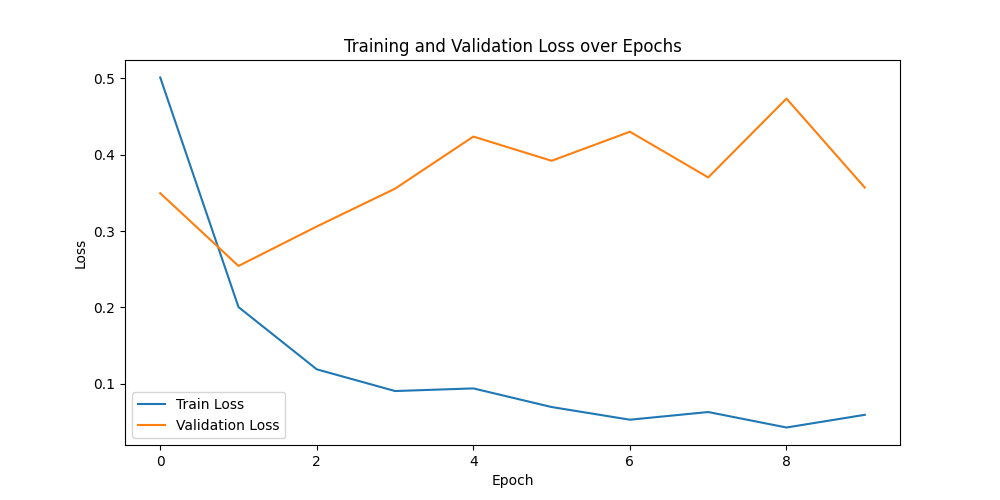 Training and Validation Loss over Epochs
Loss
0.5
0.4
0.3
0.2
0.1
Train Loss
Validation Loss
0 2 4 6 8
Epoch